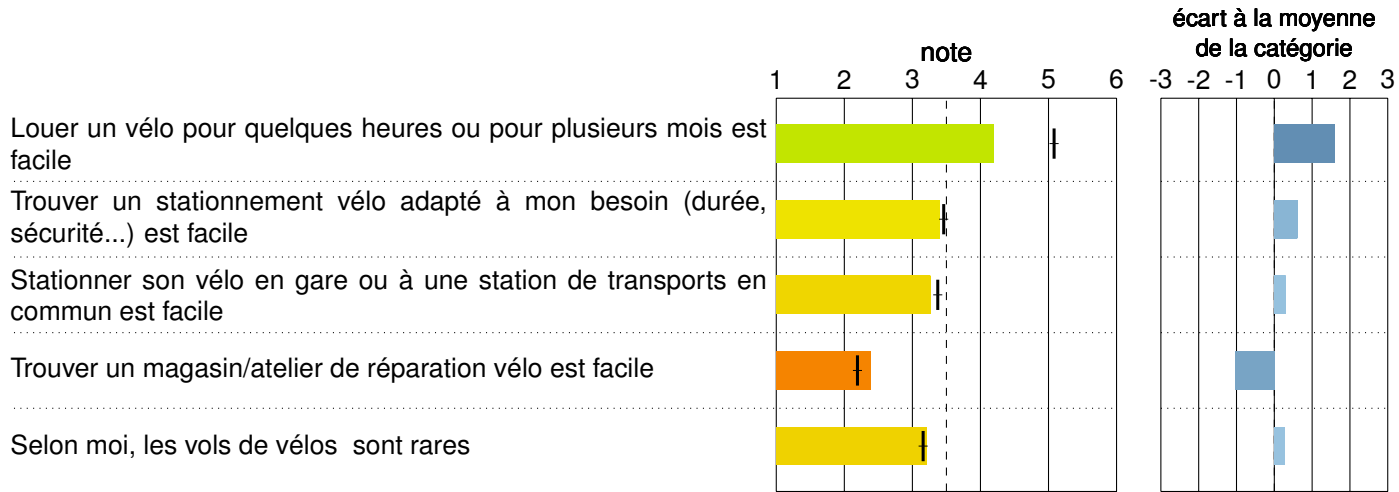 écart à la moyenne
de la catégorie
note
1 2 3 4 5 6
-3 -2 -1 0 1 2 3
Louer un vélo pour quelques heures ou pour plusieurs mois est
facile
Trouver un stationnement vélo adapté à mon besoin (durée,
sécurité...) est facile
Stationner son vélo en gare ou à une station de transports en
commun est facile
Trouver un magasin/atelier de réparation vélo est facile
Selon moi, les vols de vélos sont rares